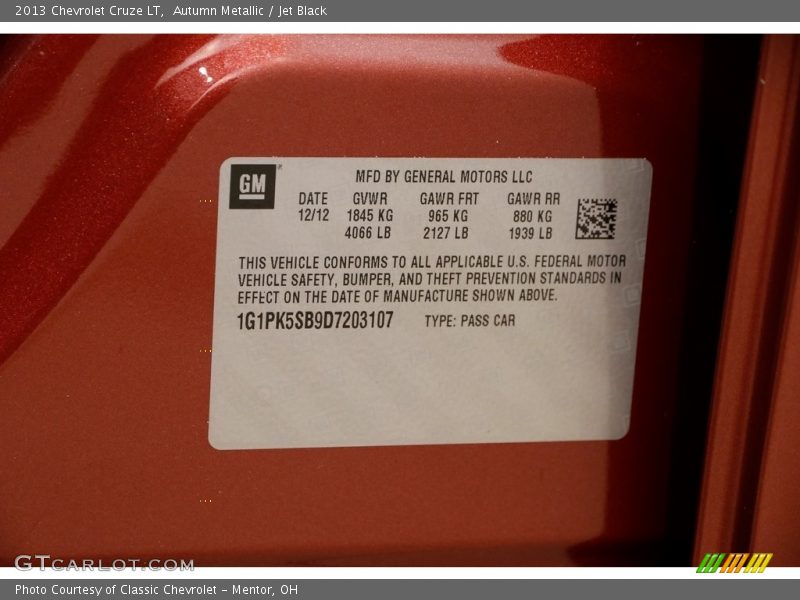 2013 Chevrolet Cruze LT,  Autumn Metallic / Jet Black
GM
MFD BY GENERAL MOTORS LLC
DATE GVWR GAWR FRT GAWR RR
12/12 1845 KG 965 KG 880 KG
4066 LB 2127 LB 1939 LB
THIS VEHICLE CONFORMS TO ALL APPLICABLE U.S. FEDERAL MOTOR
VEHICLE SAFETY, BUMPER, AND THEFT PREVENTION STANDARDS IN
EFFECT ON THE DATE OF MANUFACTURE SHOWN ABOVE.
1G1PK5SB9D7203107 TYPE: PASS CAR
GTCARLOT.COM
Photo Courtesy of Classic Chevrolet - Mentor, OH